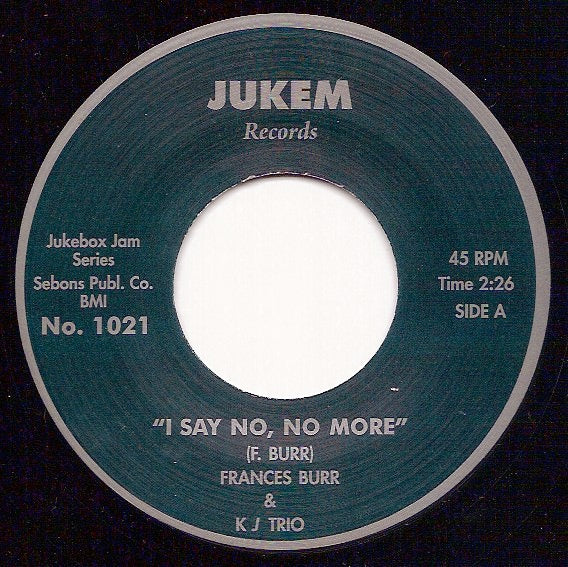 JUKEM
Records
Jukebox Jam
Series
Sebons Publ. Co.
BMI
No. 1021
45 RPM
Time 2:26
SIDE A
"I SAY NO, NO MORE"
(F. BURR)
FRANCES BURR
&
K J TRIO